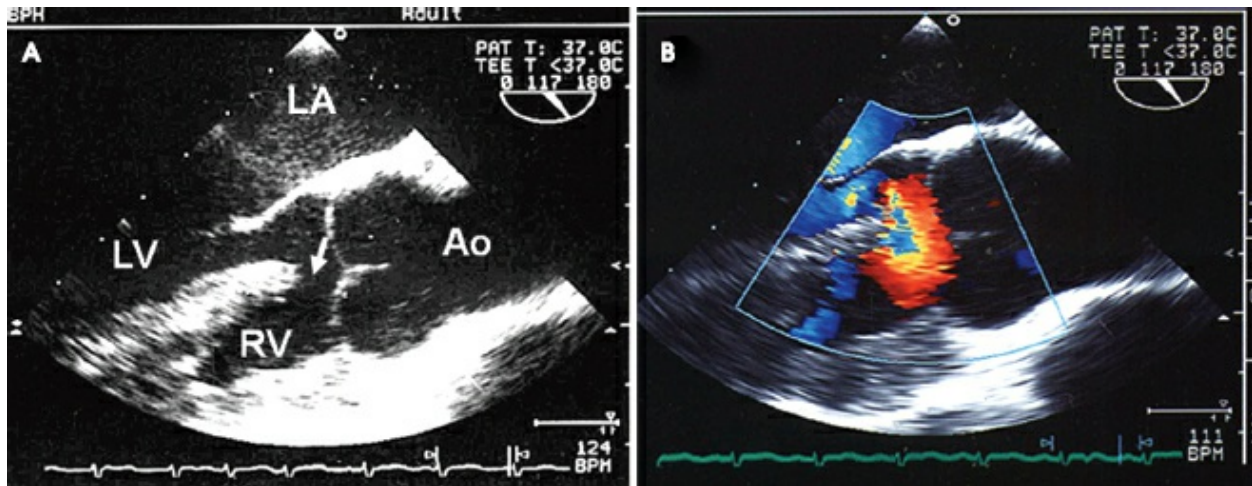 BPM
Adult
A
PAT T: 37.0C
TEE T <37.0C
0 117 180
LA
LV
Ao
RV
124
BPM
B
PAT T: 37.0C
TEE T <37.0C
0 117 180
111
BPM